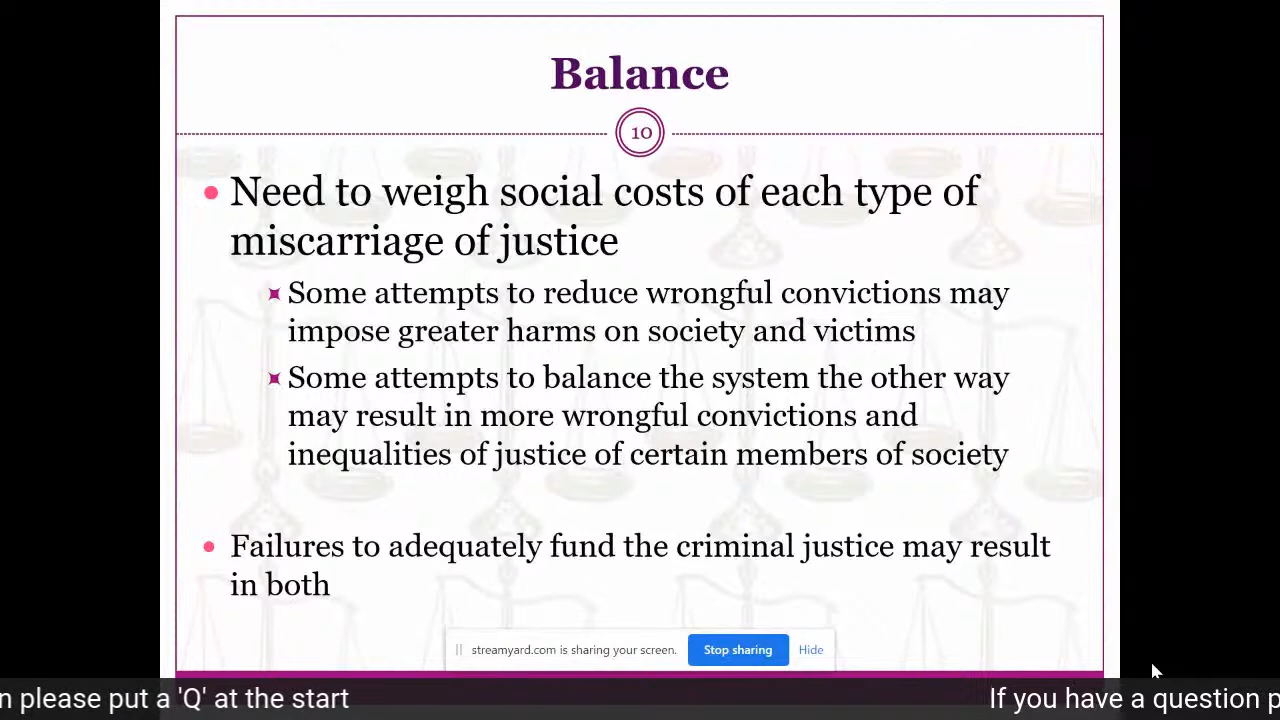 Balance
10
Need to weigh social costs of each type of
miscarriage of justice
Some attempts to reduce wrongful convictions may
impose greater harms on society and victims
Some attempts to balance the system the other way
may result in more wrongful convictions and
inequalities of justice of certain members of society
Failures to adequately fund the criminal justice may result
in both
streamyard.com is sharing your screen. Stop sharing Hide
n please put a 'Q' at the start If you have a question p